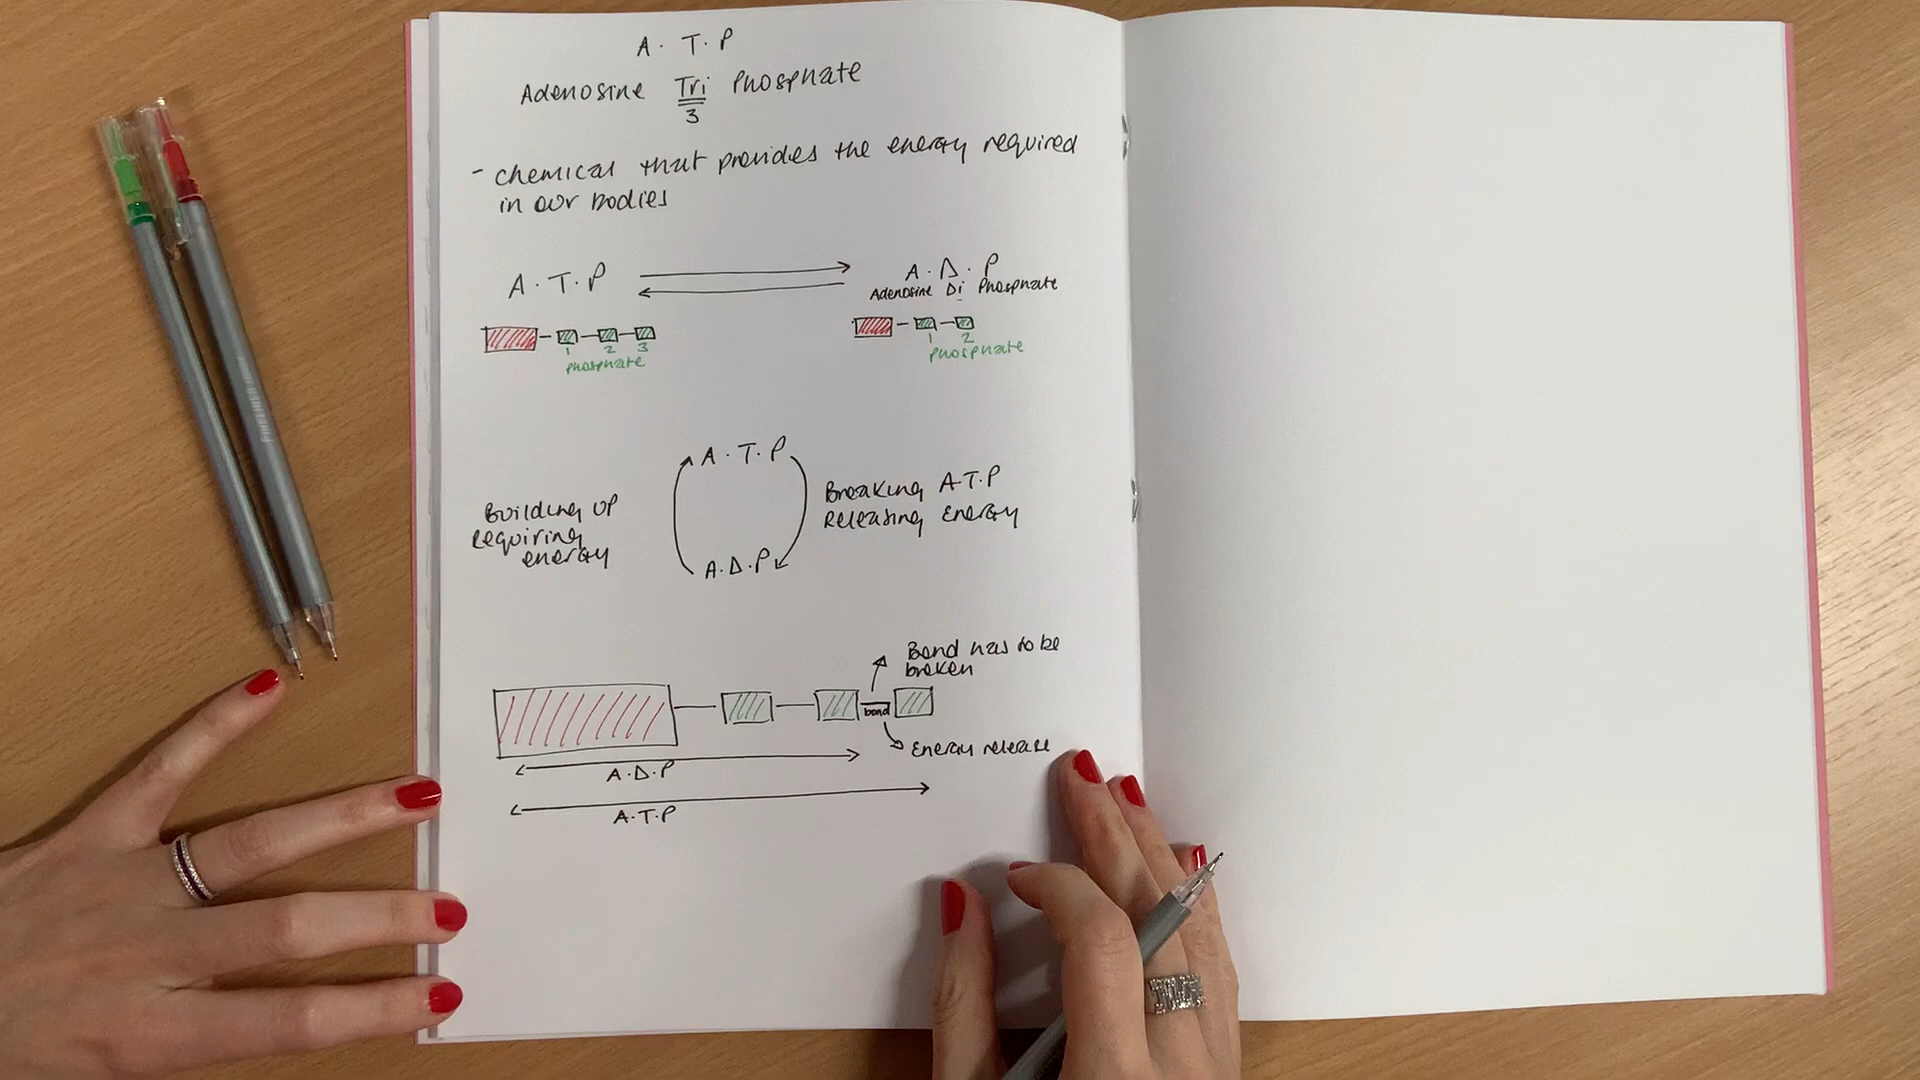 A. T. P
Adenosine Tri Phosphate
3
- chemical that provides the energy required
in our bodies
A. T. P
A. D. P
Adenosine Di Phosphate
1 2 3
Phosphate
1 2
Phosphate
A. T. P
Building up
requiring
energy
Breaking A.T.P
Releasing Energy
A. D. P
Bond has to be
broken
bond
Energy release
A. D. P
A. T. P
FINELINER